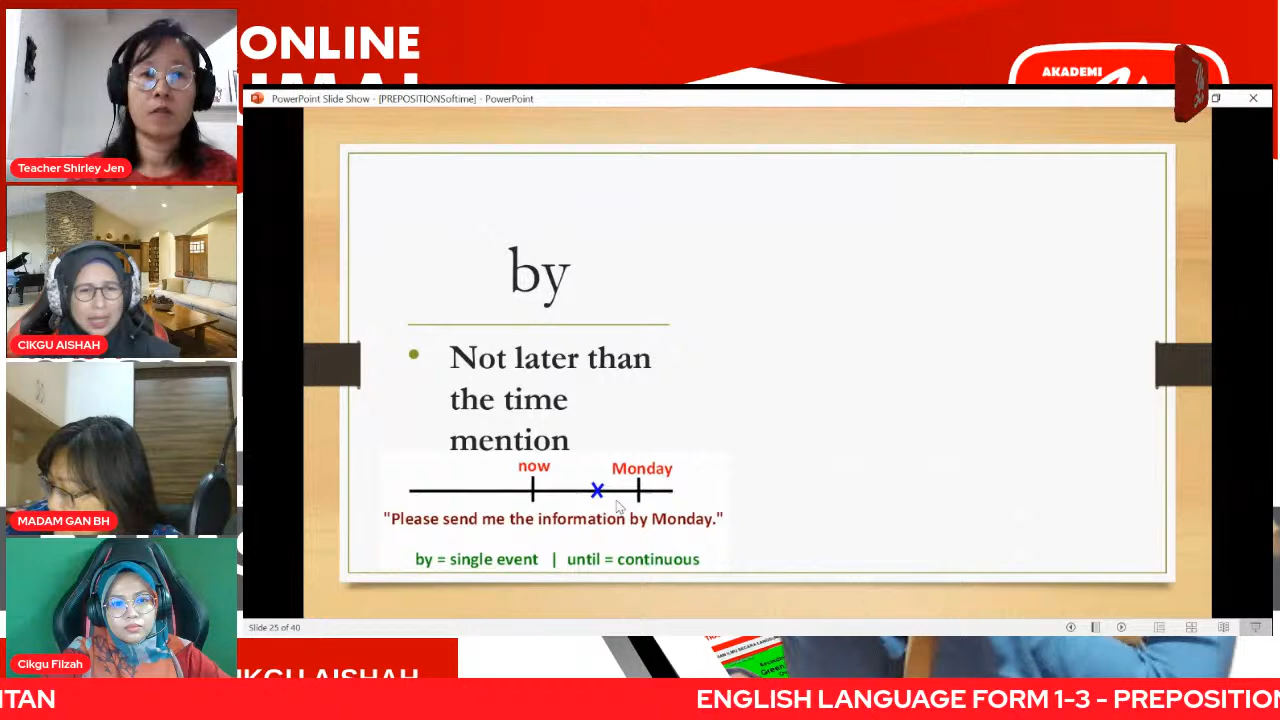 ONLINE
AKADEMI
Teacher Shirley Jen
CIKGU AISHAH
MADAM GAN BH
Cikgu Filzah
PowerPoint Slide Show - [PREPOSITIONSoftime] - PowerPoint
by
Not later than
the time
mention
now Monday
"Please send me the information by Monday."
by = single event | until = continuous
Slide 25 of 40
IKGU AISHAH
ITAN ENGLISH LANGUAGE FORM 1-3 - PREPOSITION